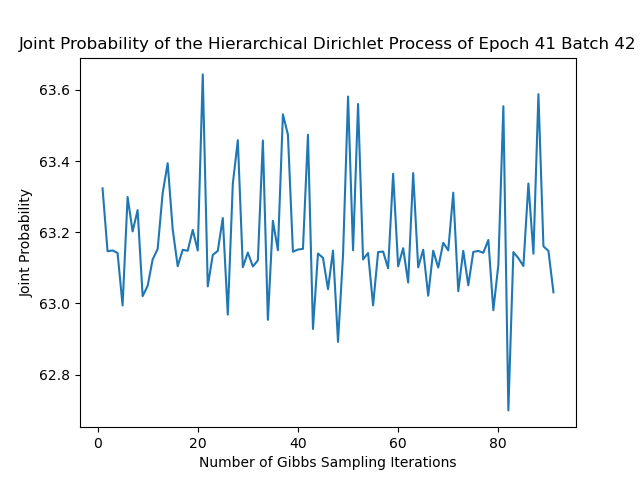 Joint Probability of the Hierarchical Dirichlet Process of Epoch 41 Batch 42
Joint Probability
63.6
63.4
63.2
63.0
62.8
0 20 40 60 80
Number of Gibbs Sampling Iterations